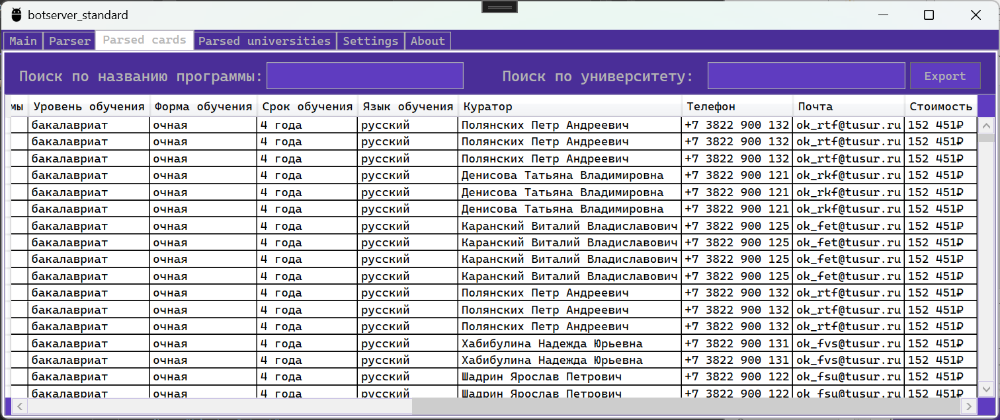 botserver_standard
Main Parser Parsed cards Parsed universities Settings About
Поиск по названию программы: Поиск по университету: Export
мы Уровень обучения Форма обучения Срок обучения Язык обучения Куратор Телефон Почта Стоимость
бакалавриат очная 4 года русский Полянских Петр Андреевич +7 3822 900 132 ok_rtf@tusur.ru 152 451₽
бакалавриат очная 4 года русский Полянских Петр Андреевич +7 3822 900 132 ok_rtf@tusur.ru 152 451₽
бакалавриат очная 4 года русский Полянских Петр Андреевич +7 3822 900 132 ok_rtf@tusur.ru 152 451₽
бакалавриат очная 4 года русский Денисова Татьяна Владимировна +7 3822 900 121 ok_rkf@tusur.ru 152 451₽
бакалавриат очная 4 года русский Денисова Татьяна Владимировна +7 3822 900 121 ok_rkf@tusur.ru 152 451₽
бакалавриат очная 4 года русский Денисова Татьяна Владимировна +7 3822 900 121 ok_rkf@tusur.ru 152 451₽
бакалавриат очная 4 года русский Каранский Виталий Владиславович +7 3822 900 125 ok_fet@tusur.ru 152 451₽
бакалавриат очная 4 года русский Каранский Виталий Владиславович +7 3822 900 125 ok_fet@tusur.ru 152 451₽
бакалавриат очная 4 года русский Каранский Виталий Владиславович +7 3822 900 125 ok_fet@tusur.ru 152 451₽
бакалавриат очная 4 года русский Каранский Виталий Владиславович +7 3822 900 125 ok_fet@tusur.ru 152 451₽
бакалавриат очная 4 года русский Полянских Петр Андреевич +7 3822 900 132 ok_rtf@tusur.ru 152 451₽
бакалавриат очная 4 года русский Полянских Петр Андреевич +7 3822 900 132 ok_rtf@tusur.ru 152 451₽
бакалавриат очная 4 года русский Полянских Петр Андреевич +7 3822 900 132 ok_rtf@tusur.ru 152 451₽
бакалавриат очная 4 года русский Хабибулина Надежда Юрьевна +7 3822 900 131 ok_fvs@tusur.ru 152 451₽
бакалавриат очная 4 года русский Хабибулина Надежда Юрьевна +7 3822 900 131 ok_fvs@tusur.ru 152 451₽
бакалавриат очная 4 года русский Шадрин Ярослав Петрович +7 3822 900 122 ok_fsu@tusur.ru 152 451₽
бакалавриат очная 4 года русский Шадрин Ярослав Петрович +7 3822 900 122 ok_fsu@tusur.ru 152 451₽